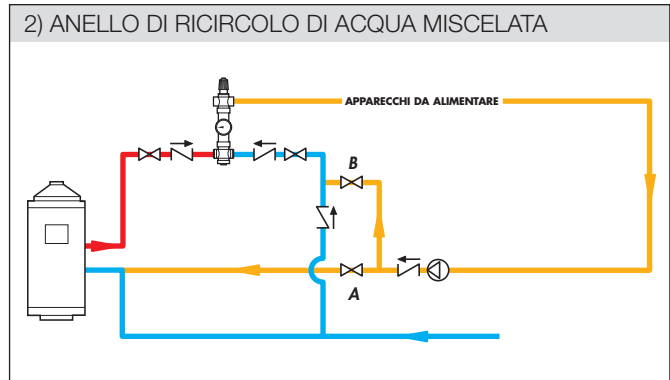 2) ANELLO DI RICIRCOLO DI ACQUA MISCELATA
APPARECCHI DA ALIMENTARE
B
A